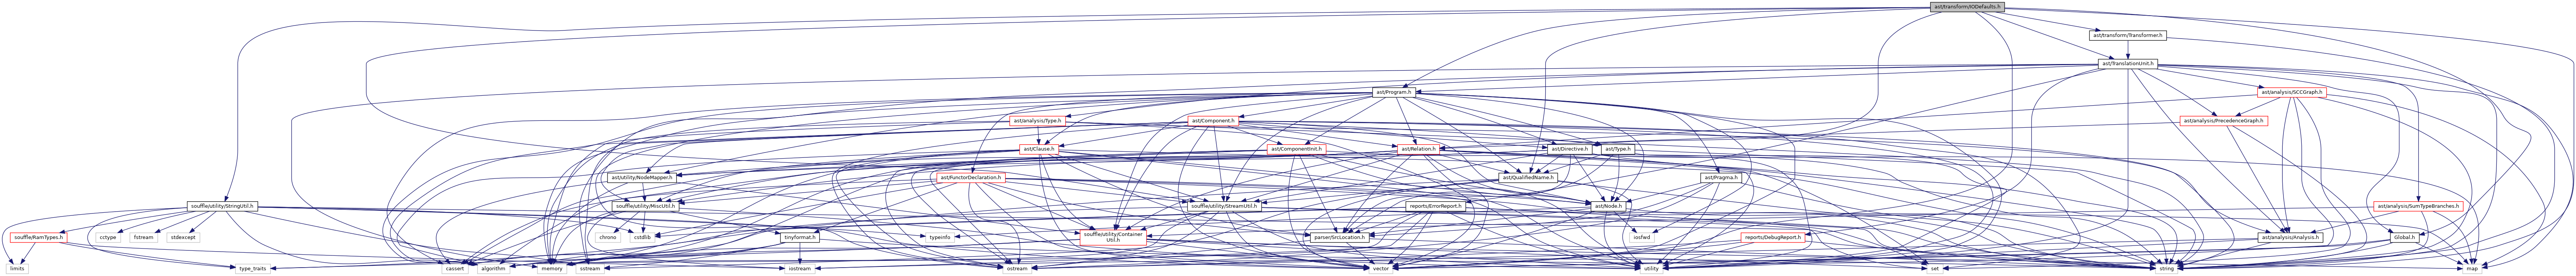 ast/transform/IODefaults.h
ast/transform/Transformer.h
ast/TranslationUnit.h
ast/Program.h
ast/analysis/SCCGraph.h
ast/analysis/Type.h
ast/Component.h
ast/analysis/PrecedenceGraph.h
ast/Clause.h
ast/ComponentInit.h
ast/Relation.h
ast/Directive.h
ast/Type.h
ast/utility/NodeMapper.h
ast/FunctorDeclaration.h
ast/QualifiedName.h
ast/Pragma.h
souffle/utility/StringUtil.h
souffle/utility/MiscUtil.h
souffle/utility/StreamUtil.h
reports/ErrorReport.h
ast/Node.h
ast/analysis/SumTypeBranches.h
souffle/RamTypes.h
cctype
fstream
stdexcept
chrono
cstdlib
tinyformat.h
typeinfo
souffle/utility/Container
Util.h
parser/SrcLocation.h
iosfwd
reports/DebugReport.h
ast/analysis/Analysis.h
Global.h
limits
type_traits
cassert
algorithm
memory
sstream
iostream
ostream
vector
utility
set
string
map